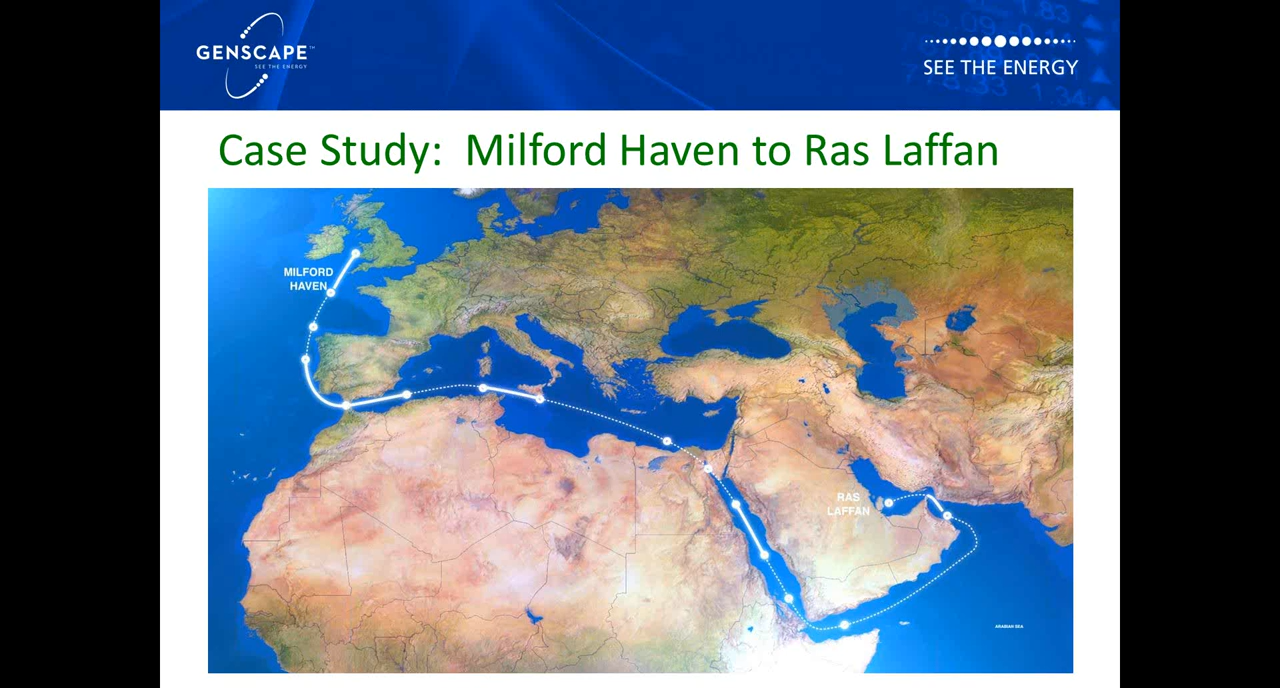 GENSCAPE™
SEE THE ENERGY
SEE THE ENERGY
Case Study: Milford Haven to Ras Laffan
MILFORD
HAVEN
RAS
LAFFAN
ARABIAN SEA